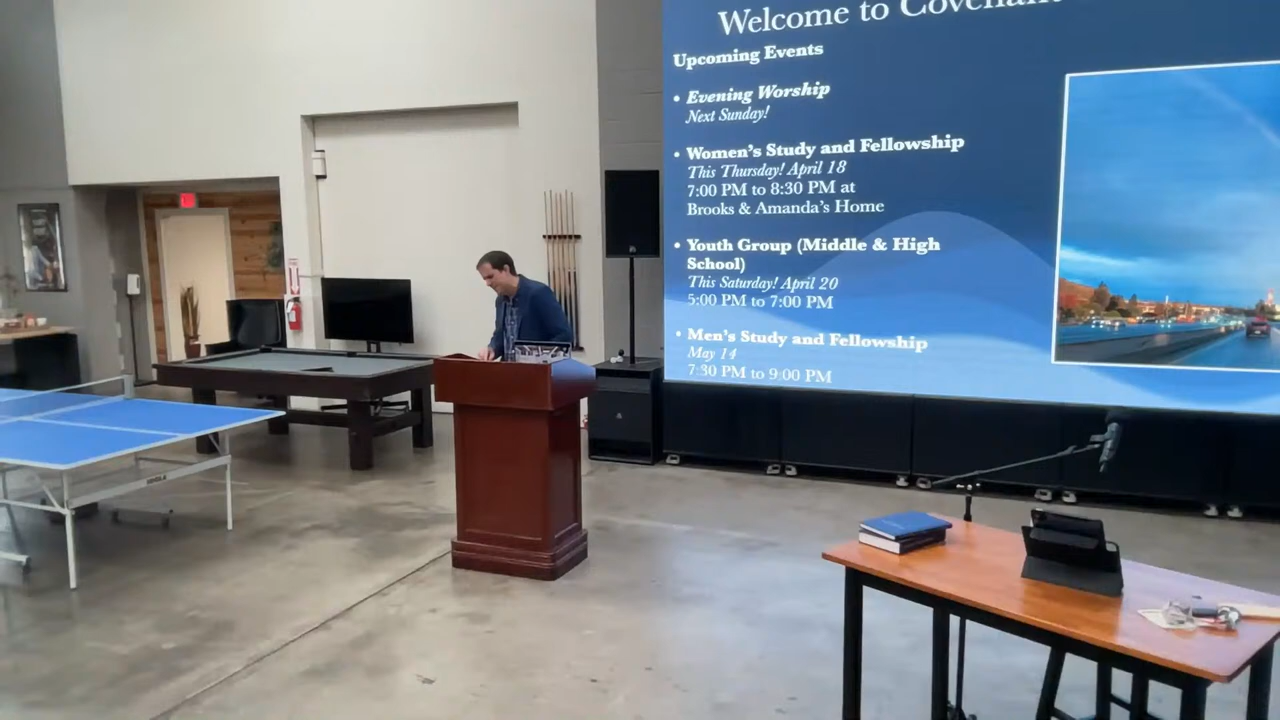 Welcome to Covenant
Upcoming Events
• Evening Worship
Next Sunday!
• Women's Study and Fellowship
This Thursday! April 18
7:00 PM to 8:30 PM at
Brooks & Amanda's Home
• Youth Group (Middle & High
School)
This Saturday! April 20
5:00 PM to 7:00 PM
• Men's Study and Fellowship
May 14
7:30 PM to 9:00 PM